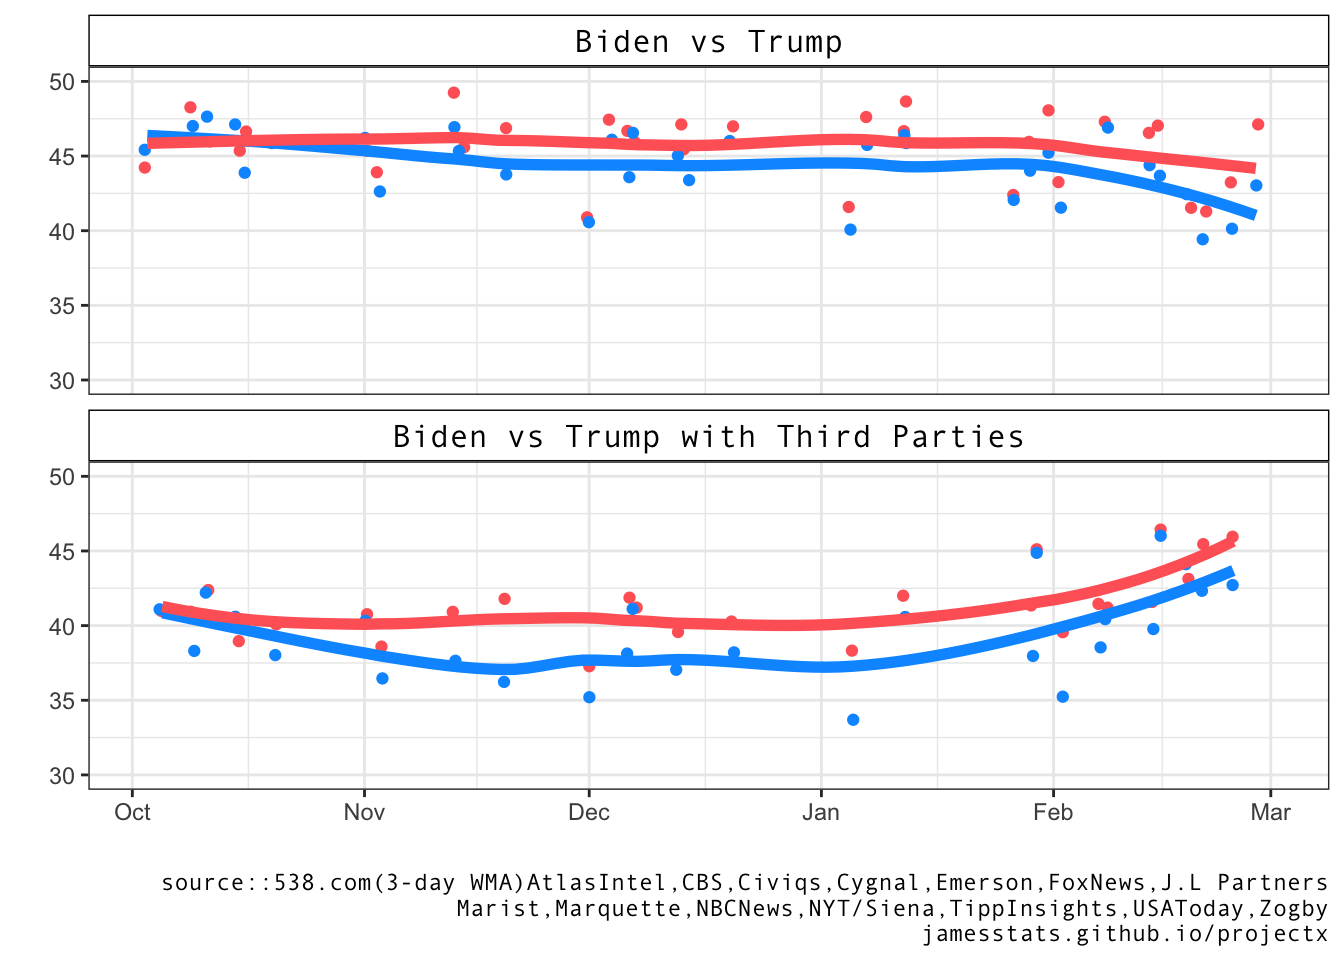 Biden vs Trump
50
45
40
35
30
Biden vs Trump with Third Parties
50
45
40
35
30
Oct Nov Dec Jan Feb Mar
source::538.com(3-day WMA)AtlasIntel,CBS,Civiqs,Cygnal,Emerson,FoxNews,J.L Partners
Marist,Marquette,NBCNews,NYT/Siena,TippInsights,USAToday,Zogby
jamesstats.github.io/projectx